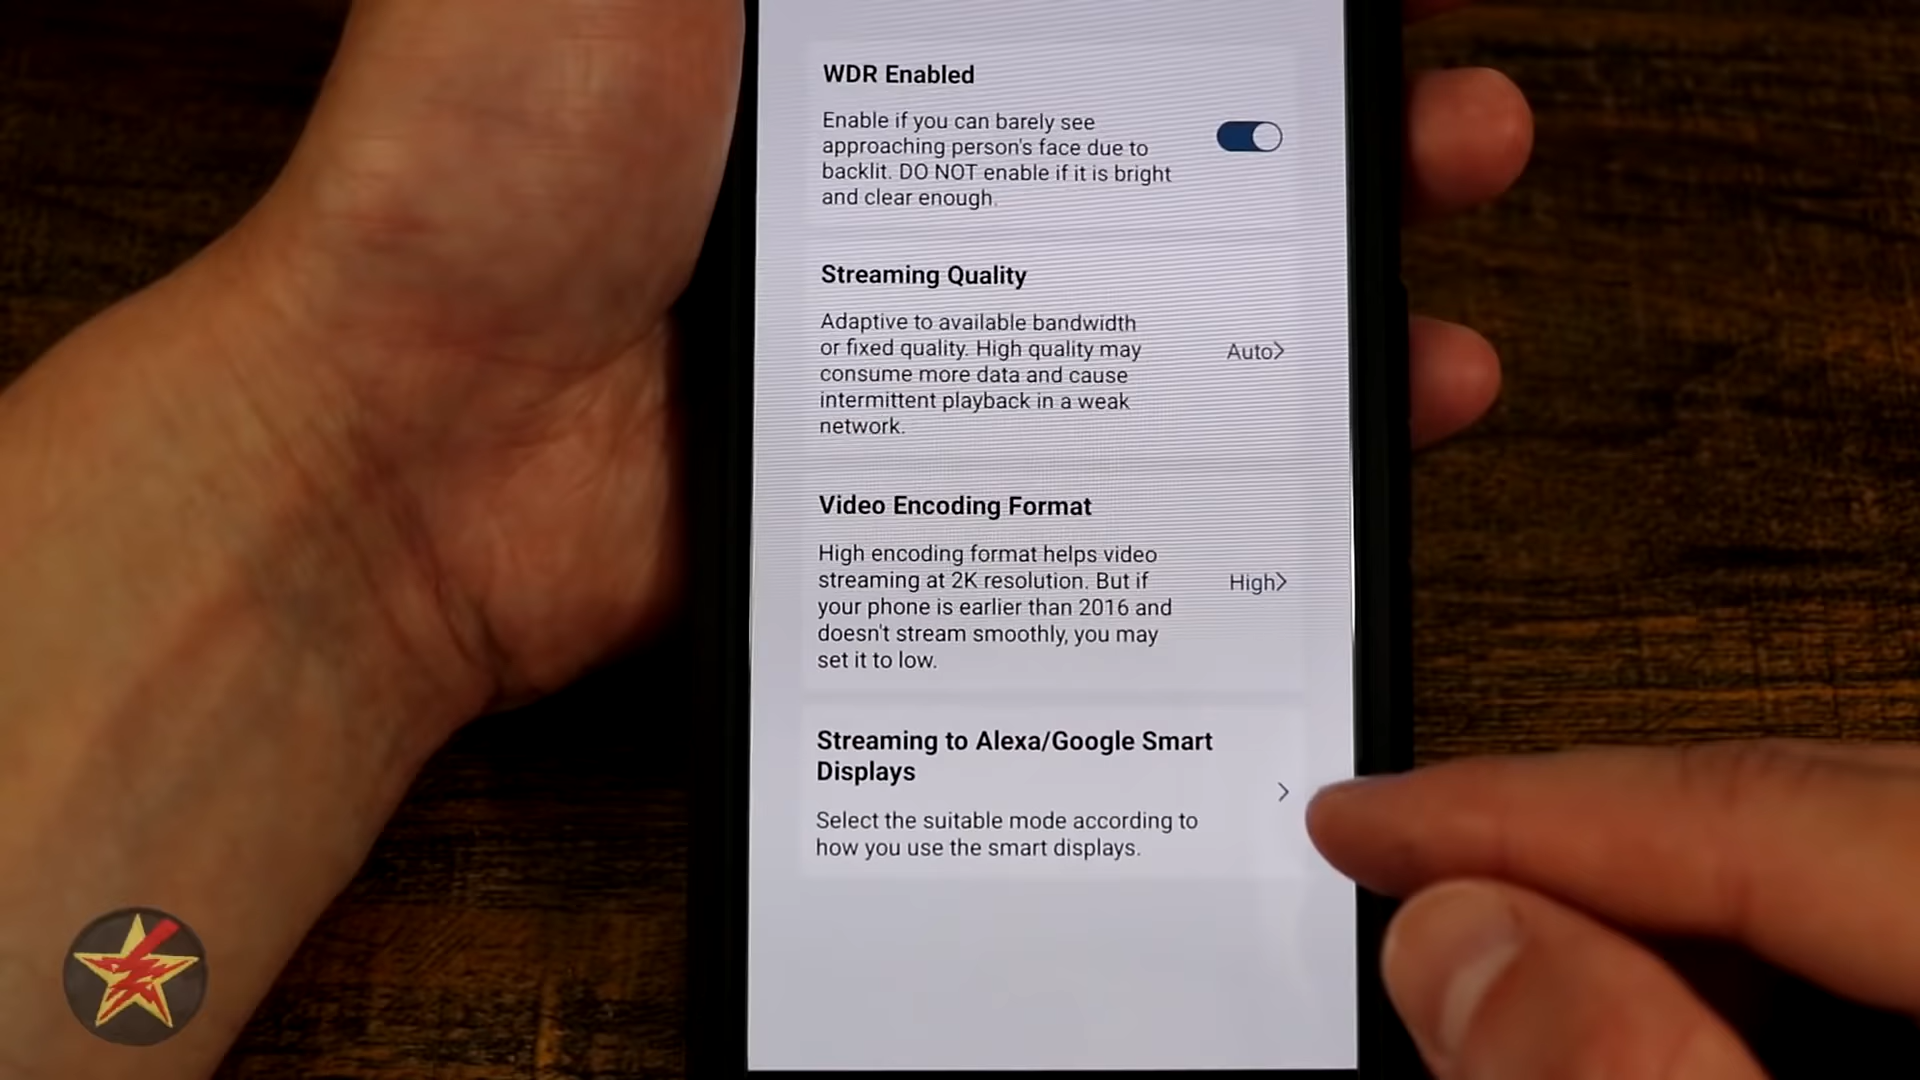 WDR Enabled
Enable if you can barely see
approaching person's face due to
backlit. DO NOT enable if it is bright
and clear enough.
Streaming Quality
Adaptive to available bandwidth
or fixed quality. High quality may
consume more data and cause
intermittent playback in a weak
network.
Auto>
Video Encoding Format
High encoding format helps video
streaming at 2K resolution. But if
your phone is earlier than 2016 and
doesn't stream smoothly, you may
set it to low.
High>
Streaming to Alexa/Google Smart
Displays
Select the suitable mode according to
how you use the smart displays.